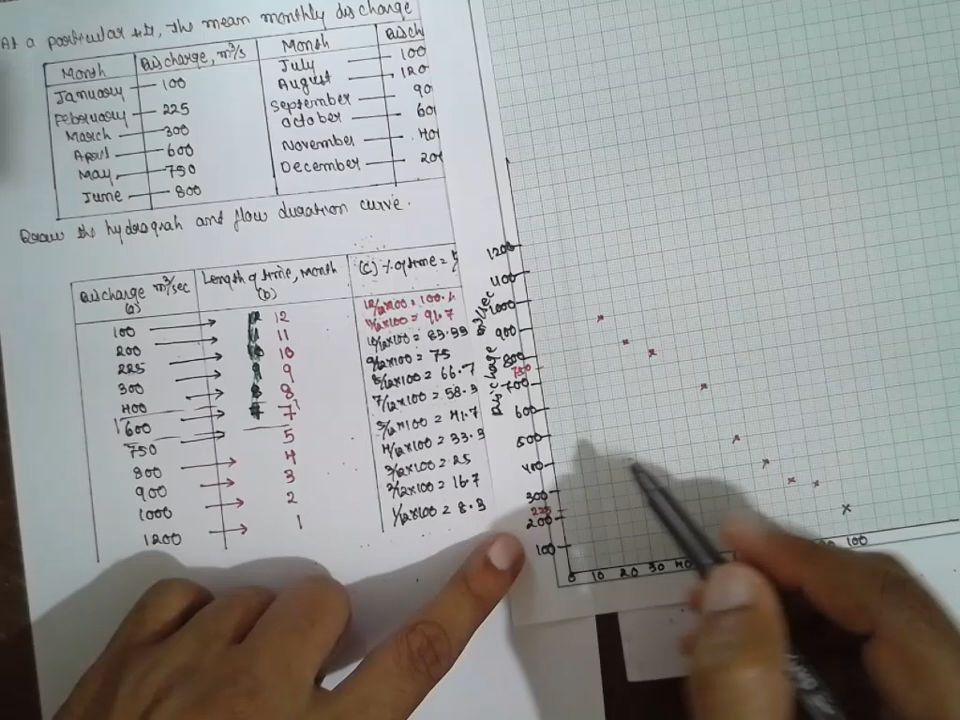 At a particular site, the mean monthly discharge
Month Discharge, m³/s Month Disch
January 100 July 100
February 225 August 120
March 300 September 90
April 600 October 60
May 750 November 40
June 800 December 20
Draw the hydrograph and flow duration curve.
Discharge m³/sec (a) Length of time, month (b) (c) % of time =
100 12 12/12×100 = 100%
200 11 11/12×100 = 91.7
225 10 10/12×100 = 83.33
300 9 9/12×100 = 75
400 8 8/12×100 = 66.7
600 7 7/12×100 = 58.3
750 5 5/12×100 = 41.7
800 4 4/12×100 = 33.3
900 3 3/12×100 = 25
1000 2 2/12×100 = 16.7
1200 1 1/12×100 = 8.3
Discharge m³/sec
1200
1100
1000
900
800
750
700
600
500
400
300
225
200
100
0 10 20 30 40 100